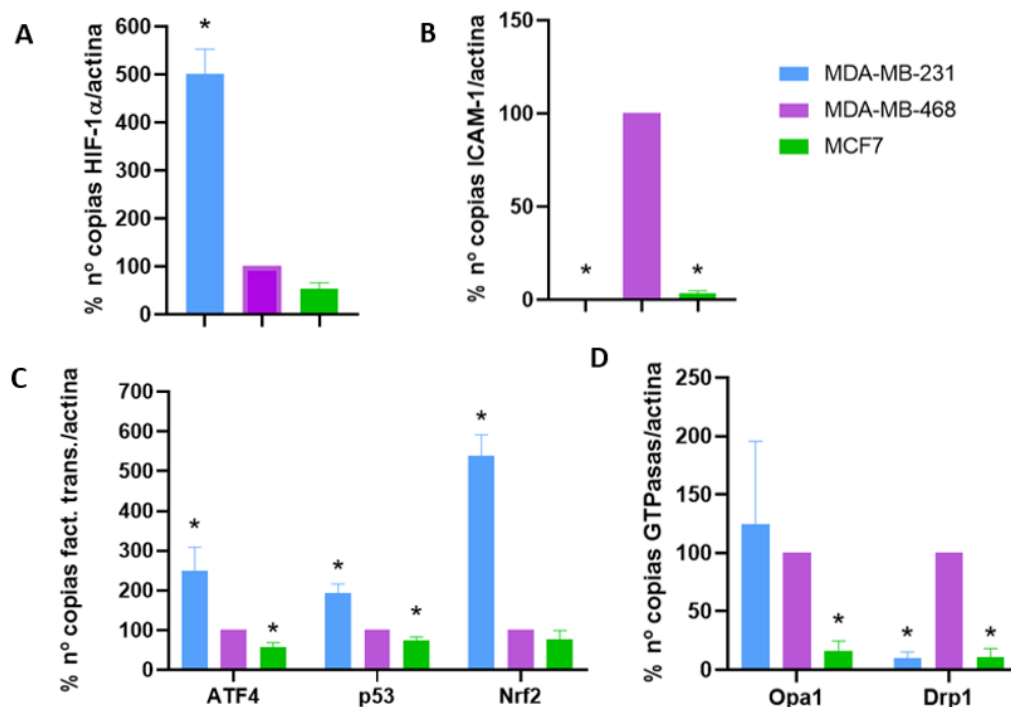 A
% nº copias HIF-1α/actina
600
500
400
300
200
100
0
*
B
% nº copias ICAM-1/actina
150
100
50
0
*
*
MDA-MB-231
MDA-MB-468
MCF7
C
% nº copias fact. trans./actina
700
600
500
400
300
200
100
0
*
*
*
*
*
ATF4
p53
Nrf2
D
% nº copias GTPasas/actina
250
200
150
100
50
0
*
*
*
Opa1
Drp1